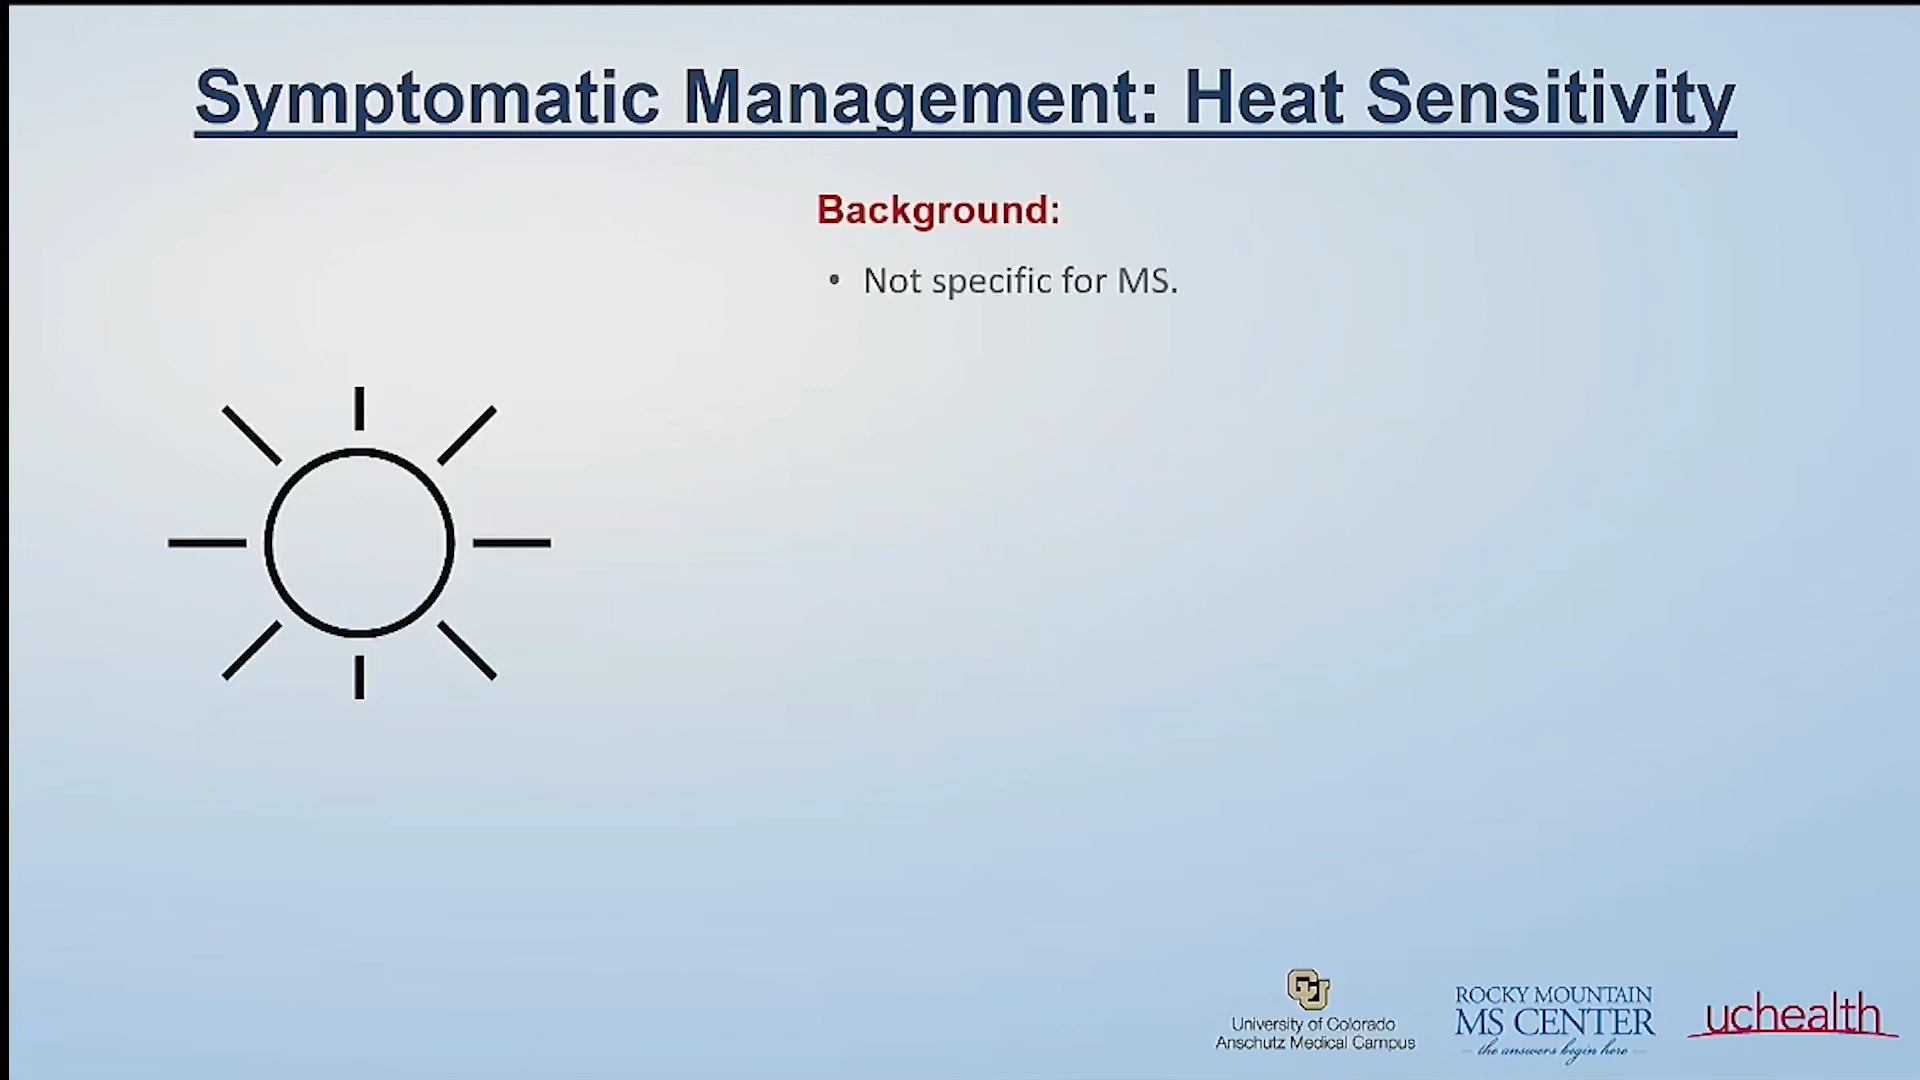 Symptomatic Management: Heat Sensitivity
Background:
• Not specific for MS.
CU
University of Colorado
Anschutz Medical Campus
ROCKY MOUNTAIN
MS CENTER
the answers begin here
uchealth